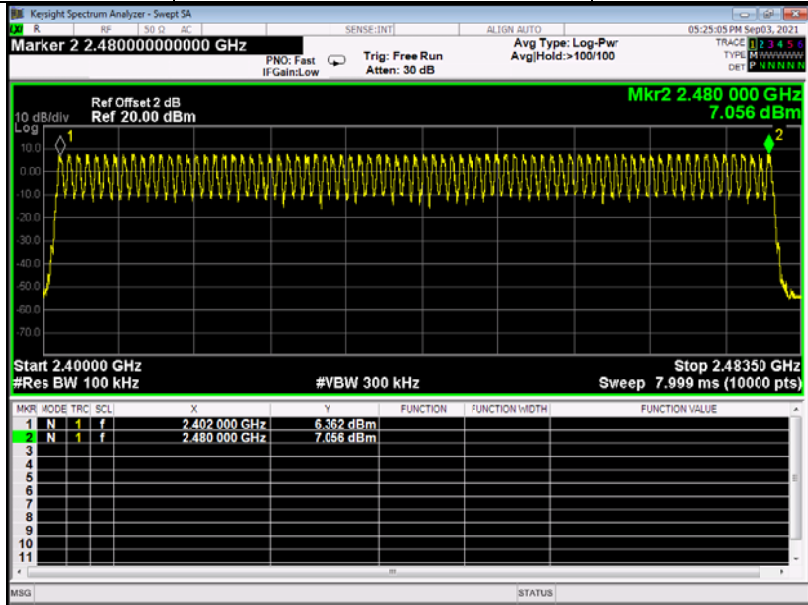 Keysight Spectrum Analyzer - Swept SA
R RF 50 Ω AC SENSE:INT ALIGN AUTO 05:25:05 PM Sep03, 2021
Marker 2 2.480000000000 GHz
Avg Type: Log-Pwr
TRACE 1 2 3 4 5 6
PNO: Fast Trig: Free Run Avg|Hold:>100/100
TYPE M W W W W W
IFGain:Low Atten: 30 dB
DET P N N N N N
Mkr2 2.480 000 GHz
Ref Offset 2 dB
7.056 dBm
10 dB/div Ref 20.00 dBm
Log
1
2
10.0
0.00
-10.0
-20.0
-30.0
-40.0
-50.0
-60.0
-70.0
Start 2.40000 GHz Stop 2.48350 GHz
#Res BW 100 kHz #VBW 300 kHz Sweep 7.999 ms (10000 pts)
MKR MODE TRC SCL X Y FUNCTION FUNCTION WIDTH FUNCTION VALUE
1 N 1 f 2.402 000 GHz 6.362 dBm
2 N 1 f 2.480 000 GHz 7.056 dBm
3
4
5
6
7
8
9
10
11
MSG STATUS